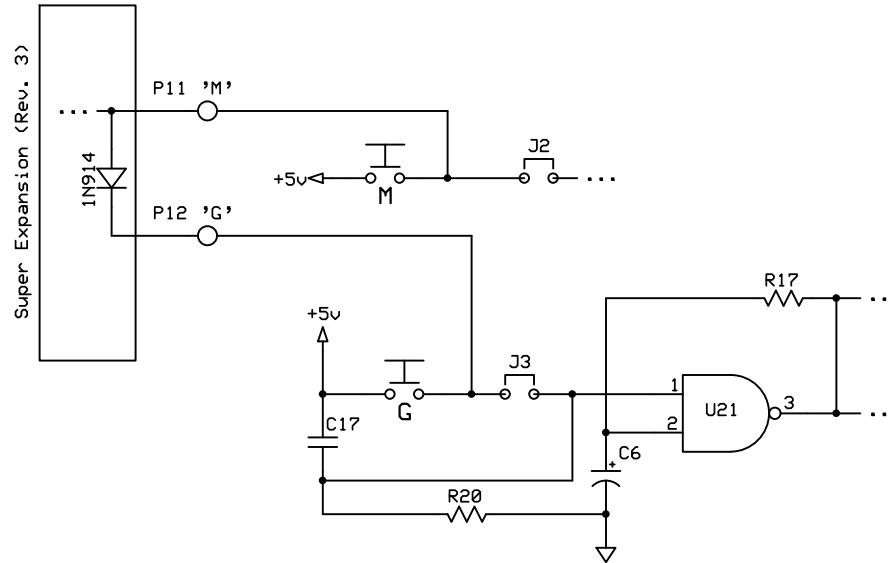 Super Expansion (Rev. 3)
P11 'M'
...
1N914
J2
+5v
...
M
P12 'G'
R17
...
+5v
J3
1
G
U21
3
...
C17
2
+
C6
R20